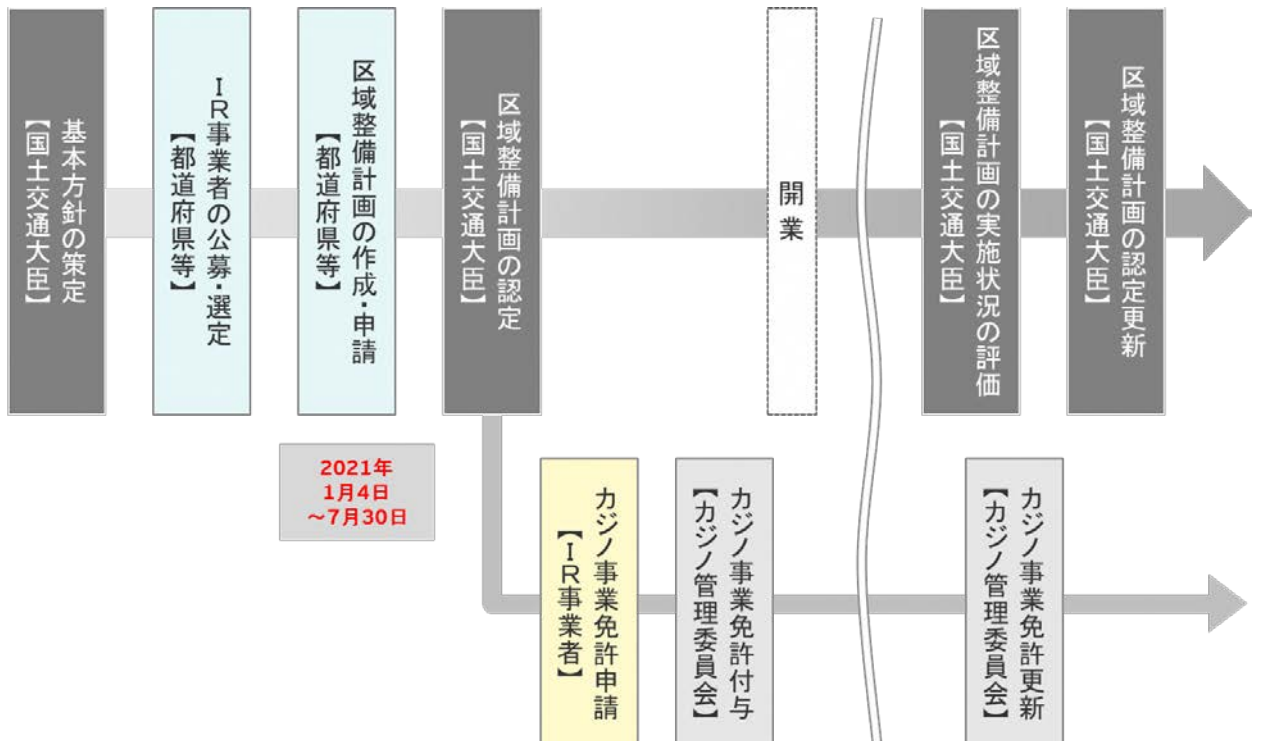 基本方針の策定
【国土交通大臣】
IR事業者の公募・選定
【都道府県等】
区域整備計画の作成・申請
【都道府県等】
区域整備計画の認定
【国土交通大臣】
開業
区域整備計画の実施状況の評価
【国土交通大臣】
区域整備計画の認定更新
【国土交通大臣】
2021年
1月4日
～7月30日
カジノ事業免許申請
【IR事業者】
カジノ事業免許付与
【カジノ管理委員会】
カジノ事業免許更新
【カジノ管理委員会】